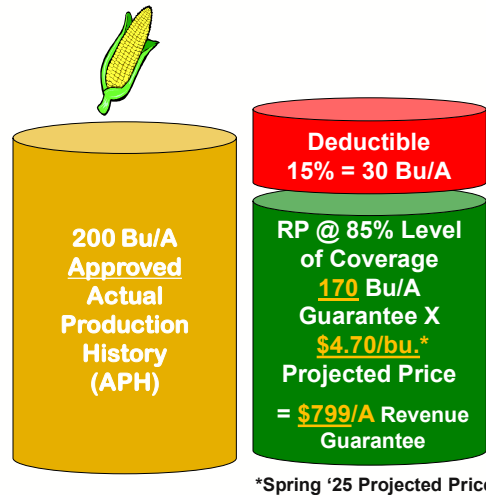 200 Bu/A
Approved
Actual
Production
History
(APH)
Deductible
15% = 30 Bu/A
RP @ 85% Level
of Coverage
170 Bu/A
Guarantee X
$4.70/bu.*
Projected Price
= $799/A Revenue
Guarantee
*Spring ‘25 Projected Price